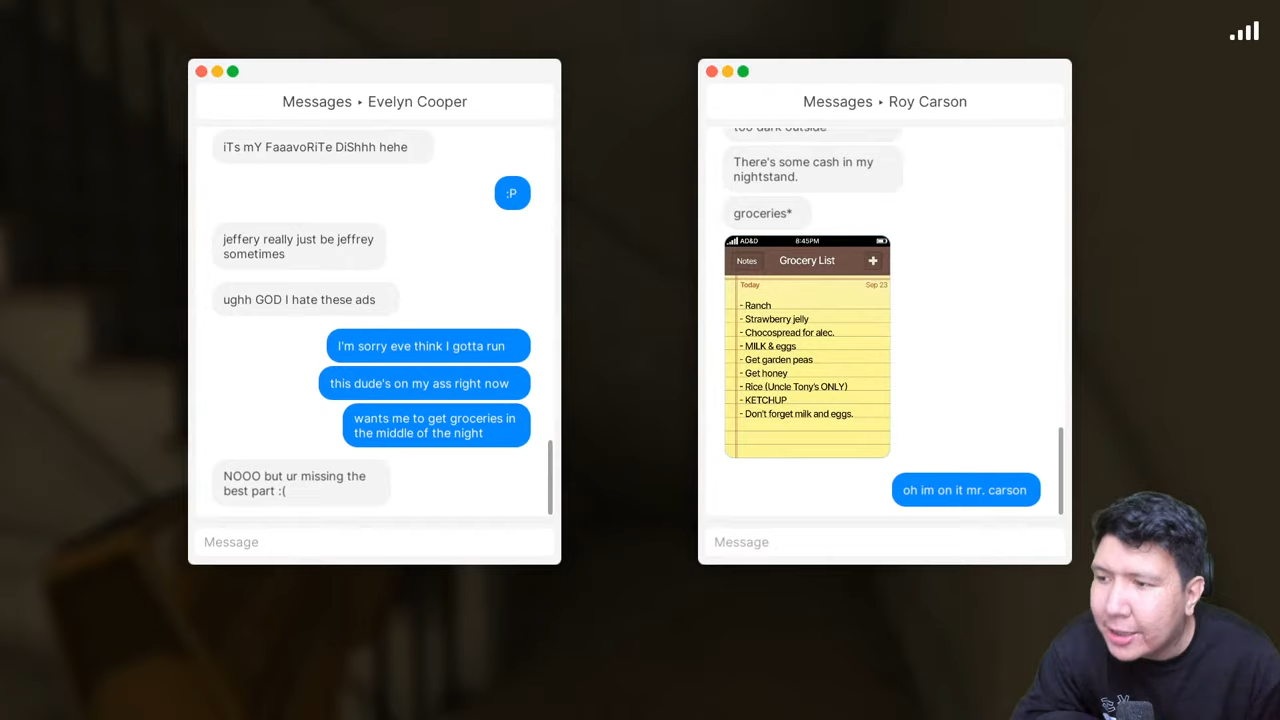 Messages ▸ Evelyn Cooper
iTs mY FaaavoRiTe DiShhh hehe
:P
jeffery really just be jeffrey
sometimes
ughh GOD I hate these ads
I'm sorry eve think I gotta run
this dude's on my ass right now
wants me to get groceries in
the middle of the night
NOOO but ur missing the
best part :(
Message
Messages ▸ Roy Carson
too dark outside
There's some cash in my
nightstand.
groceries*
AD&D 8:45PM
Notes Grocery List +
Today Sep 23
- Ranch
- Strawberry jelly
- Chocospread for alec.
- MILK & eggs
- Get garden peas
- Get honey
- Rice (Uncle Tony's ONLY)
- KETCHUP
- Don't forget milk and eggs.
oh im on it mr. carson
Message